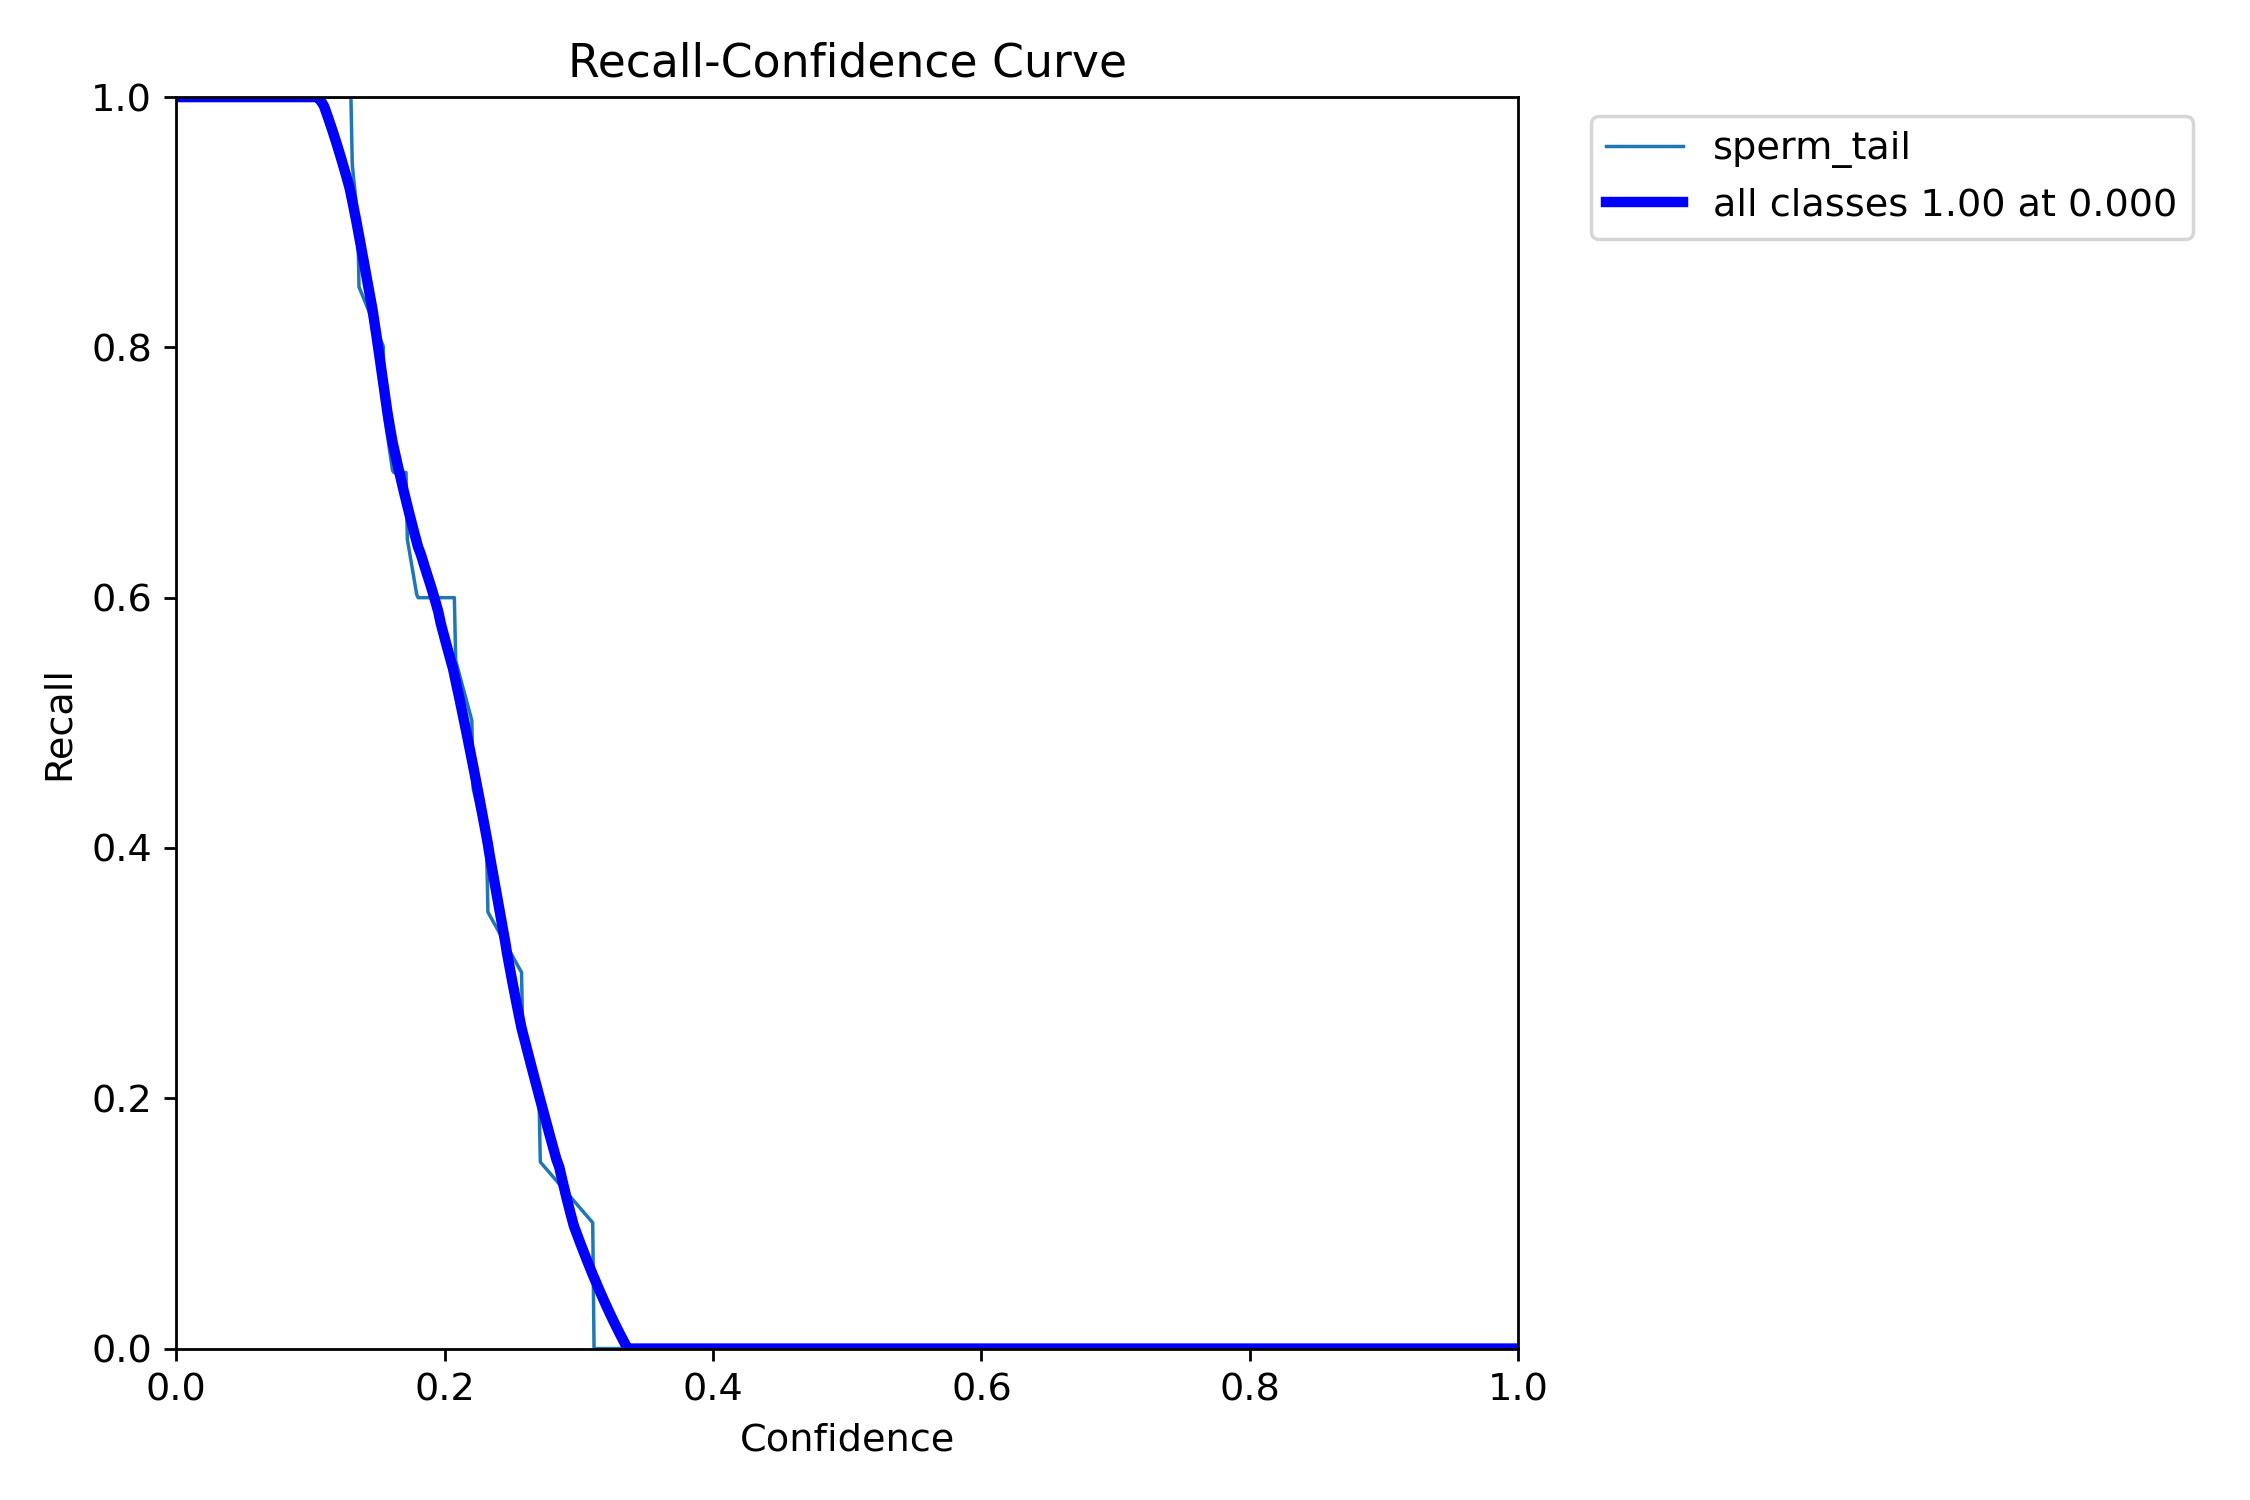 Recall-Confidence Curve
1.0
0.8
0.6
0.4
0.2
0.0
Recall
0.0 0.2 0.4 0.6 0.8 1.0
Confidence
sperm_tail
all classes 1.00 at 0.000